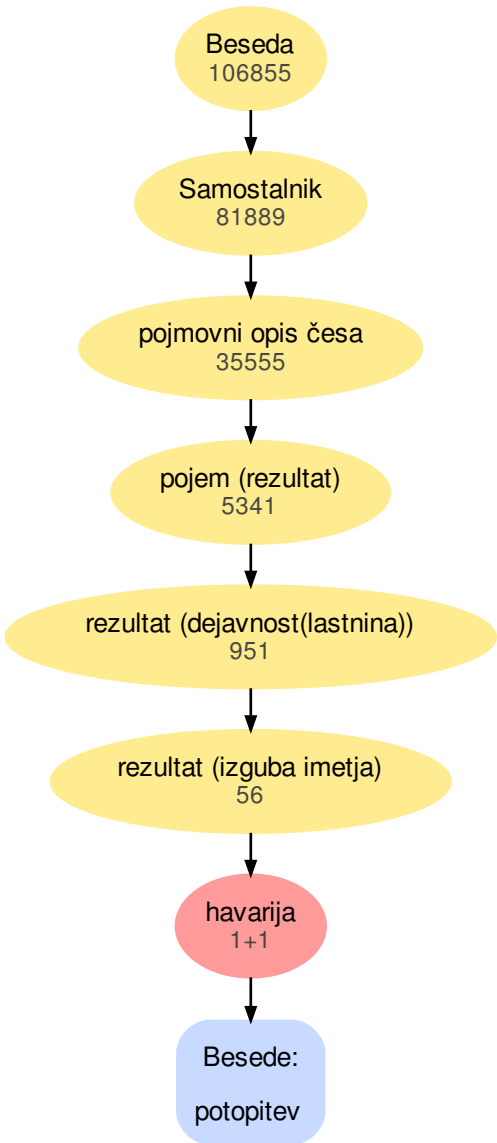 Beseda
106855
Samostalnik
81889
pojmovni opis česa
35555
pojem (rezultat)
5341
rezultat (dejavnost(lastnina))
951
rezultat (izguba imetja)
56
havarija
1+1
Besede:
potopitev